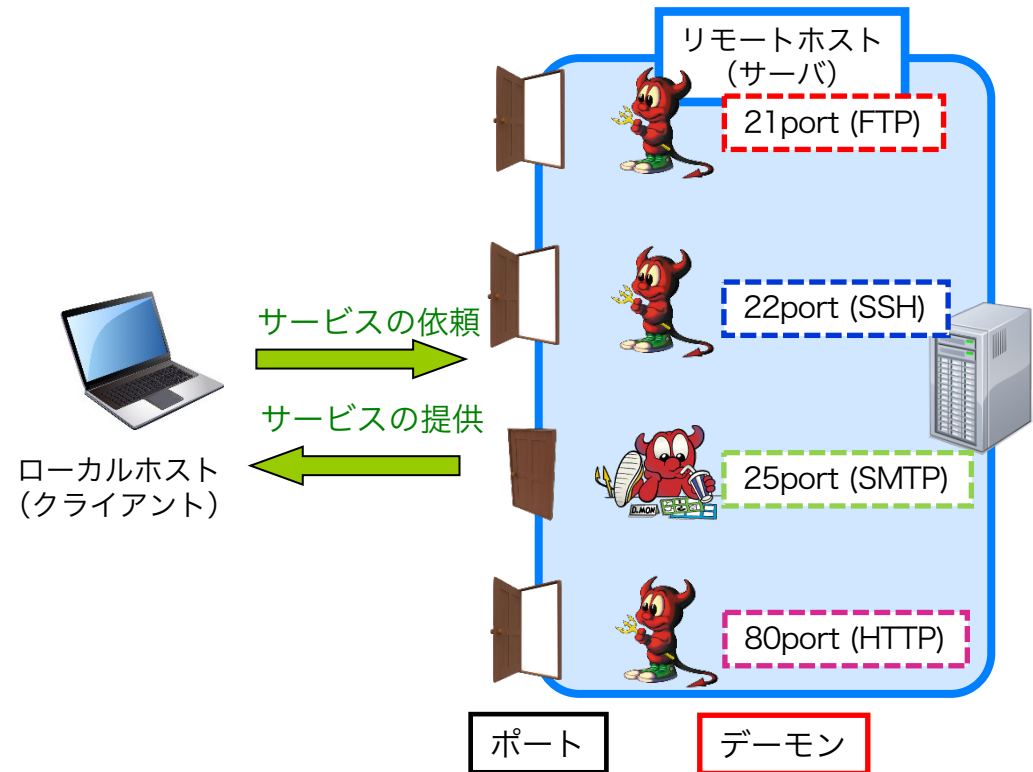 リモートホスト
（サーバ）
21port (FTP)
22port (SSH)
サービスの依頼
サービスの提供
ローカルホスト
（クライアント）
25port (SMTP)
D.MON
80port (HTTP)
ポート
デーモン